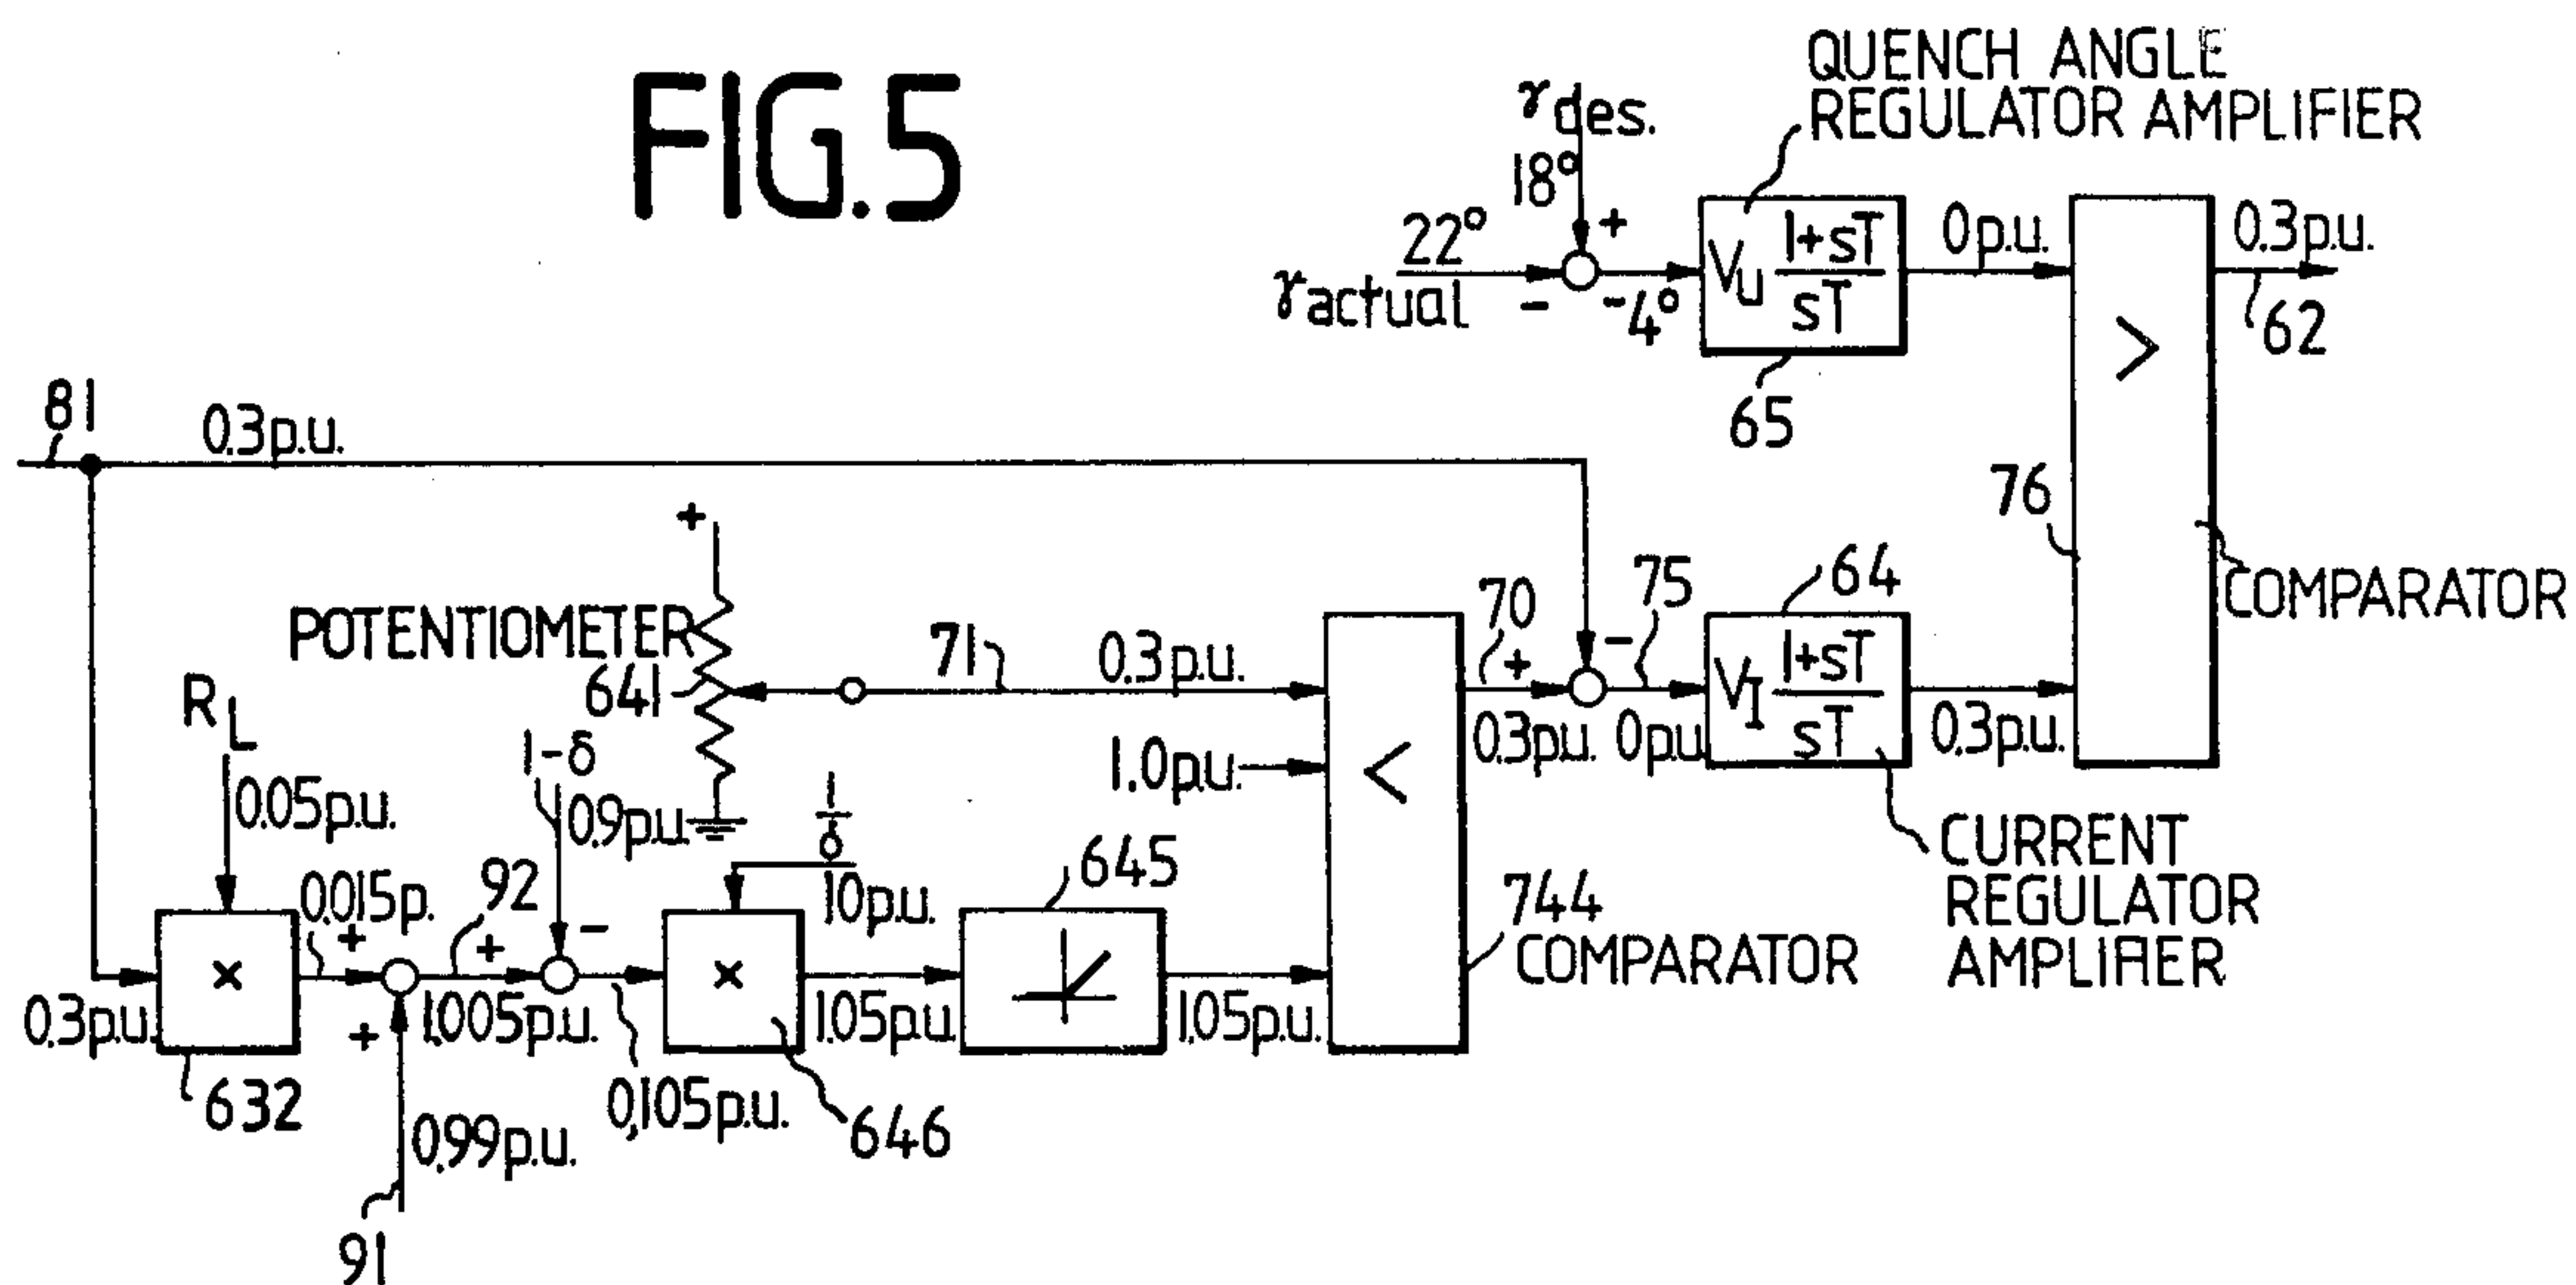 FIG.5
QUENCH ANGLE
REGULATOR AMPLIFIER
γdes.
18°
+
22°
γactual
-
-4°
Vu 1+sT/sT
0p.u.
0.3p.u.
>
62
65
81
0.3p.u.
76
COMPARATOR
+
POTENTIOMETER
641
71
0.3p.u.
70
75
64
-
+
VI 1+sT/sT
0.3p.u.
0p.u
0.3p.u.
1.0p.u.
<
RL
0.05p.u.
1-δ
0.9p.u.
1/δ
10p.u.
645
CURRENT
REGULATOR
AMPLIFIER
744
COMPARATOR
0.3p.u.
×
0.015p.
+
92
+
-
×
1.005p.u.
+
1.05p.u.
1.05p.u.
632
0,105p.u.
646
0.99p.u.
91